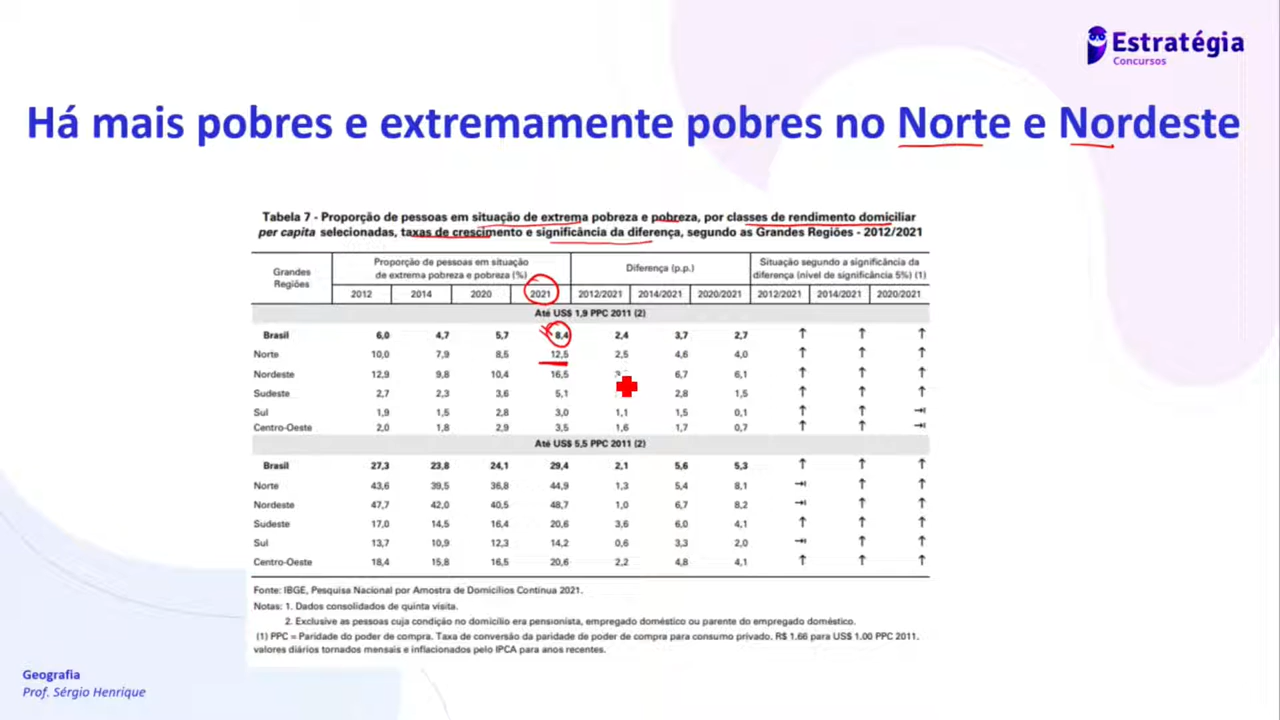 Estratégia
Concursos
Há mais pobres e extremamente pobres no Norte e Nordeste
Tabela 7 - Proporção de pessoas em situação de extrema pobreza e pobreza, por classes de rendimento domiciliar
per capita selecionadas, taxas de crescimento e significância da diferença, segundo as Grandes Regiões - 2012/2021
Grandes Regiões Proporção de pessoas em situação de extrema pobreza e pobreza (%) Diferença (p.p.) Situação segundo a significância da diferença (nível de significância 5%) (1)
2012 2014 2020 2021 2012/2021 2014/2021 2020/2021 2012/2021 2014/2021 2020/2021
Até US$ 1,9 PPC 2011 (2)
Brasil 6,0 4,7 5,7 8,4 2,4 3,7 2,7 ↑ ↑ ↑
Norte 10,0 7,9 8,5 12,5 2,5 4,6 4,0 ↑ ↑ ↑
Nordeste 12,9 9,8 10,4 16,5 6,7 6,1 ↑ ↑ ↑
Sudeste 2,7 2,3 3,6 5,1 2,8 1,5 ↑ ↑ ↑
Sul 1,9 1,5 2,8 3,0 1,1 1,5 0,1 ↑ ↑ →|
Centro-Oeste 2,0 1,8 2,9 3,5 1,6 1,7 0,7 ↑ ↑ →|
Até US$ 5,5 PPC 2011 (2)
Brasil 27,3 23,8 24,1 29,4 2,1 5,6 5,3 ↑ ↑ ↑
Norte 43,6 39,5 36,8 44,9 1,3 5,4 8,1 →| ↑ ↑
Nordeste 47,7 42,0 40,5 48,7 1,0 6,7 8,2 →| ↑ ↑
Sudeste 17,0 14,5 16,4 20,6 3,6 6,0 4,1 ↑ ↑ ↑
Sul 13,7 10,9 12,3 14,2 0,6 3,3 2,0 →| ↑ ↑
Centro-Oeste 18,4 15,8 16,5 20,6 2,2 4,8 4,1 ↑ ↑ ↑
Fonte: IBGE, Pesquisa Nacional por Amostra de Domicílios Contínua 2021.
Notas: 1. Dados consolidados de quinta visita.
2. Exclusive as pessoas cuja condição no domicílio era pensionista, empregado doméstico ou parente do empregado doméstico.
(1) PPC = Paridade do poder de compra. Taxa de conversão da paridade de poder de compra para consumo privado, R$ 1.66 para US$ 1.00 PPC 2011,
valores diários tornados mensais e inflacionados pelo IPCA para anos recentes.
Geografia
Prof. Sérgio Henrique